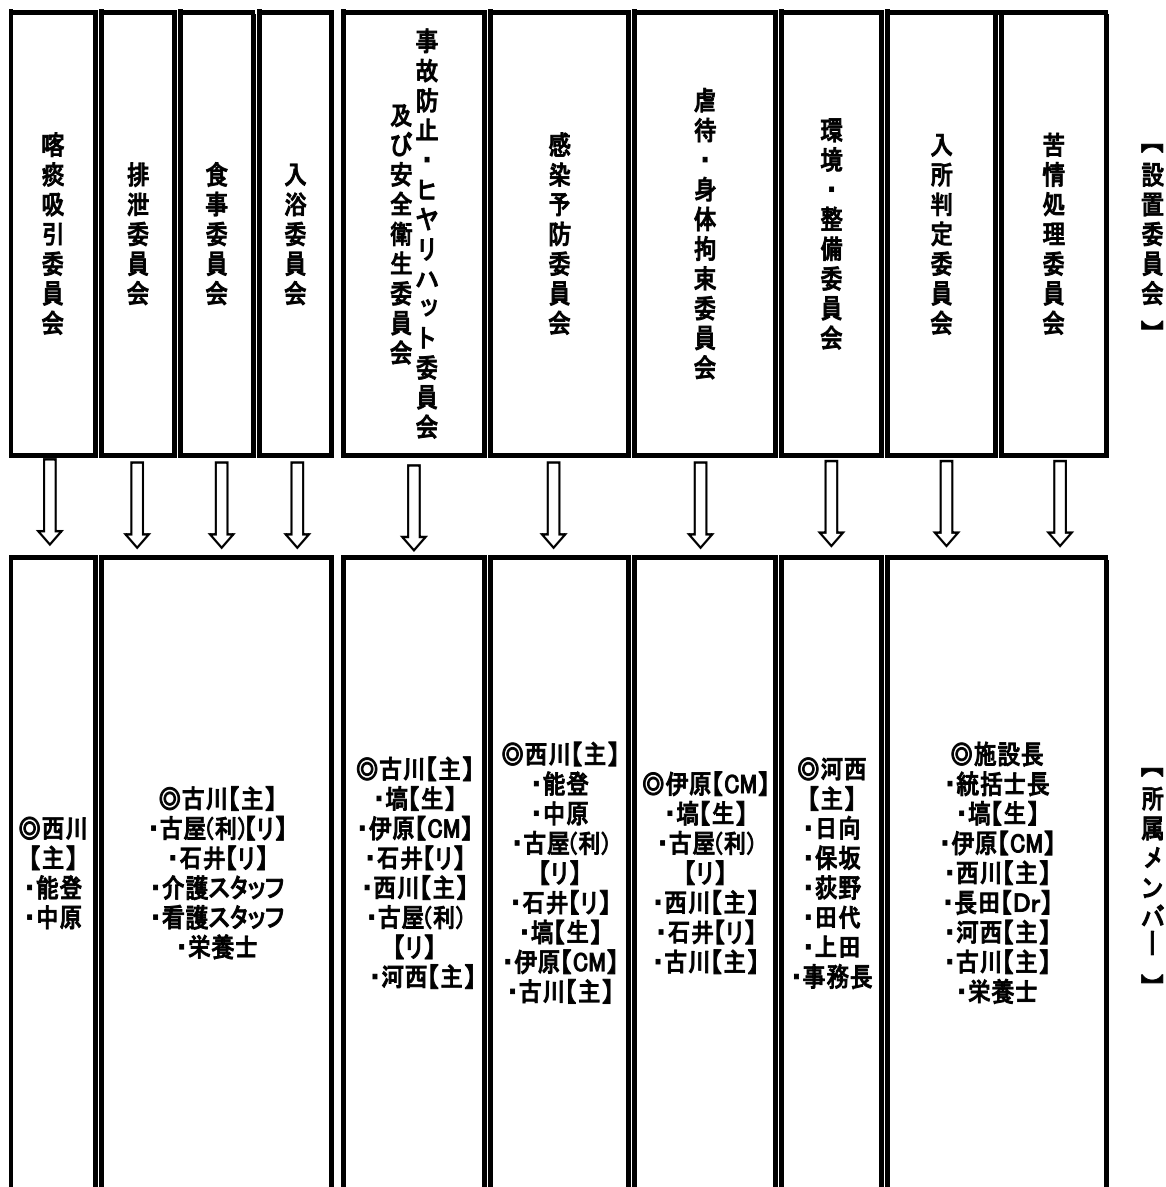 【設置委員会】
苦情処理委員会
入所判定委員会
環境・整備委員会
虐待・身体拘束委員会
感染予防委員会
事故防止・ヒヤリハット委員会
及び安全衛生委員会
入浴委員会
食事委員会
排泄委員会
喀痰吸引委員会
【所属メンバー】
◎施設長
・統括士長
・塙【生】
・伊原【CM】
・西川【主】
・長田【Dr】
・河西【主】
・古川【主】
・栄養士
◎河西
【主】
・日向
・保坂
・荻野
・田代
・上田
・事務長
◎伊原【CM】
・塙【生】
・古屋(利)
【リ】
・西川【主】
・石井【リ】
・古川【主】
◎西川【主】
・能登
・中原
・古屋(利)
【リ】
・石井【リ】
・塙【生】
・伊原【CM】
・古川【主】
◎古川【主】
・塙【生】
・伊原【CM】
・石井【リ】
・西川【主】
・古屋(利)
【リ】
・河西【主】
◎古川【主】
・古屋(利)【リ】
・石井【リ】
・介護スタッフ
・看護スタッフ
・栄養士
◎西川
【主】
・能登
・中原